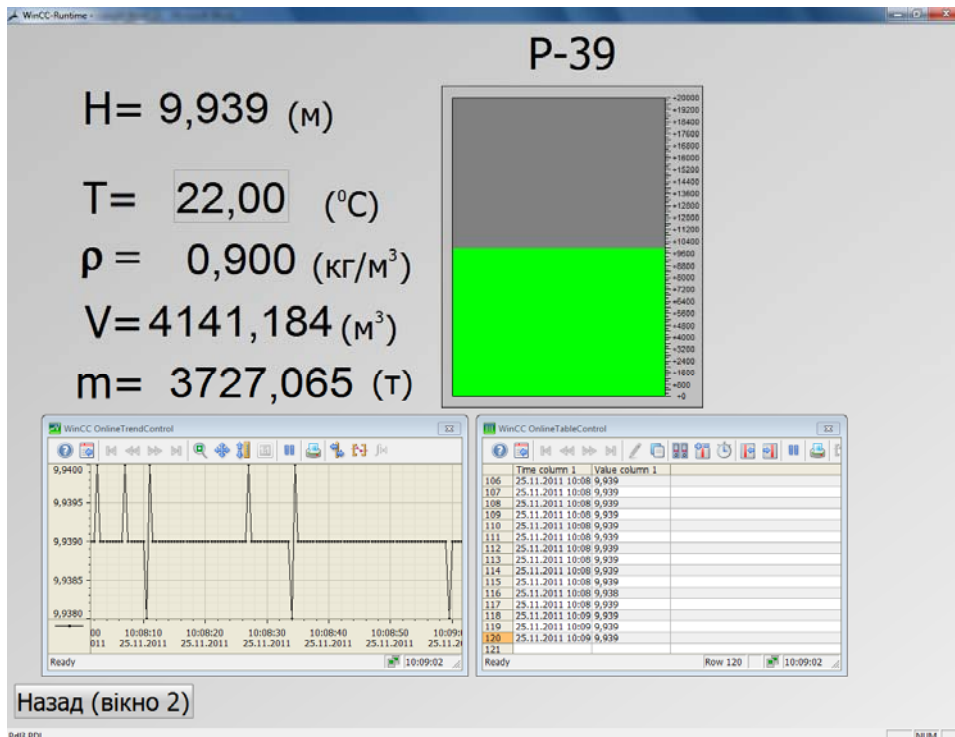 WinCC-Runtime -
P-39
H= 9,939 (м)
T= 22,00 (⁰C)
ρ = 0,900 (кг/м³)
V= 4141,184 (м³)
m= 3727,065 (т)
+20000
+19200
+18400
+17600
+16800
+16000
+15200
+14400
+13600
+12800
+12000
+11200
+10400
+9600
+8800
+8000
+7200
+6400
+5600
+4800
+4000
+3200
+2400
+1600
+800
+0
WinCC OnlineTrendControl
9,9400
9,9395
9,9390
9,9385
9,9380
00 10:08:10 10:08:20 10:08:30 10:08:40 10:08:50 10:09:
011 25.11.2011 25.11.2011 25.11.2011 25.11.2011 25.11.2011 25.11.2
Ready 10:09:02
WinCC OnlineTableControl
Time column 1 Value column 1
106 25.11.2011 10:08 9,939
107 25.11.2011 10:08 9,939
108 25.11.2011 10:08 9,939
109 25.11.2011 10:08 9,939
110 25.11.2011 10:08 9,939
111 25.11.2011 10:08 9,939
112 25.11.2011 10:08 9,939
113 25.11.2011 10:08 9,939
114 25.11.2011 10:08 9,939
115 25.11.2011 10:08 9,939
116 25.11.2011 10:08 9,938
117 25.11.2011 10:08 9,939
118 25.11.2011 10:09 9,939
119 25.11.2011 10:09 9,939
120 25.11.2011 10:09 9,939
121
Ready Row 120 10:09:02
Назад (вікно 2)
NUM